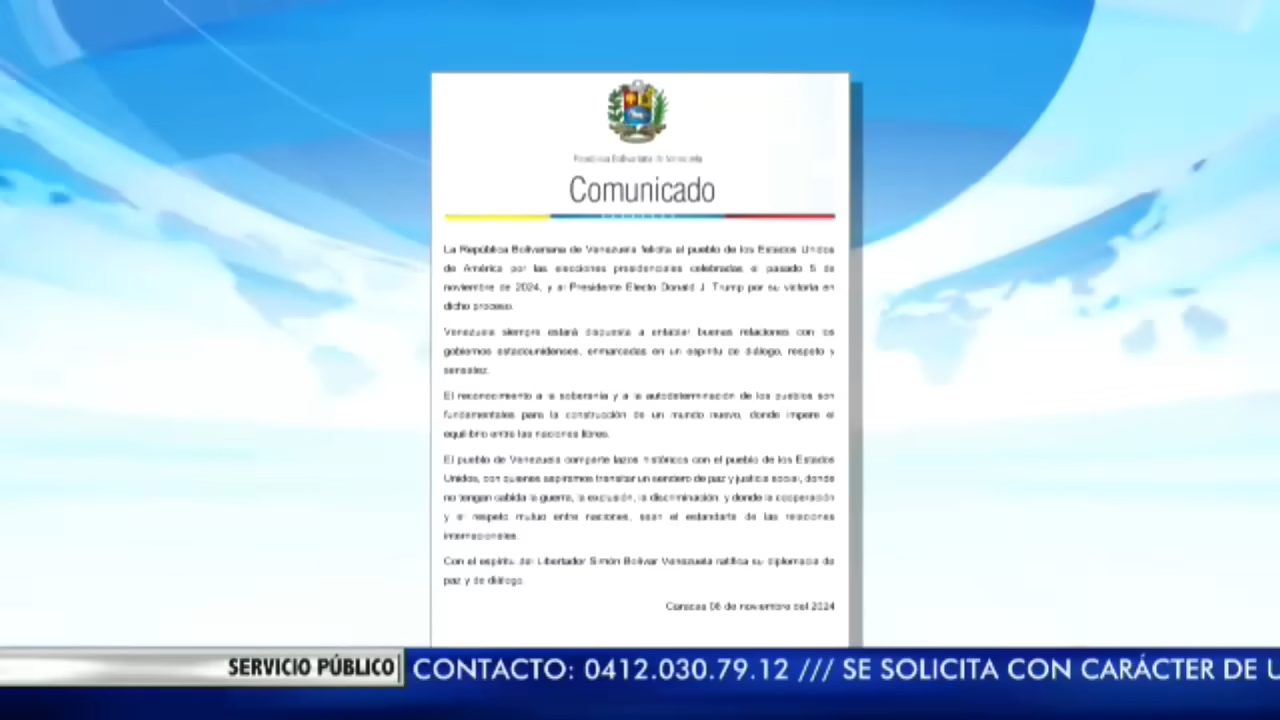 República Bolivariana de Venezuela
Comunicado
La República Bolivariana de Venezuela felicita al pueblo de los Estados Unidos
de América por las elecciones presidenciales celebradas el pasado 5 de
noviembre de 2024, y al Presidente Electo Donald J. Trump por su victoria en
dicho proceso.
Venezuela siempre estará dispuesta a entablar buenas relaciones con los
gobiernos estadounidenses, enmarcadas en un espíritu de diálogo, respeto y
sensatez.
El reconocimiento a la soberanía y a la autodeterminación de los pueblos son
fundamentales para la construcción de un mundo nuevo, donde impere el
equilibrio entre las naciones libres.
El pueblo de Venezuela comparte lazos históricos con el pueblo de los Estados
Unidos, con quienes aspiramos transitar un sendero de paz y justicia social, donde
no tengan cabida la guerra, la exclusión, la discriminación, y donde la cooperación
y el respeto mutuo entre naciones, sean el estandarte de las relaciones
internacionales.
Con el espíritu del Libertador Simón Bolívar Venezuela ratifica su diplomacia de
paz y de diálogo.
Caracas 06 de noviembre del 2024
SERVICIO PÚBLICO CONTACTO: 0412.030.79.12 /// SE SOLICITA CON CARÁCTER DE U